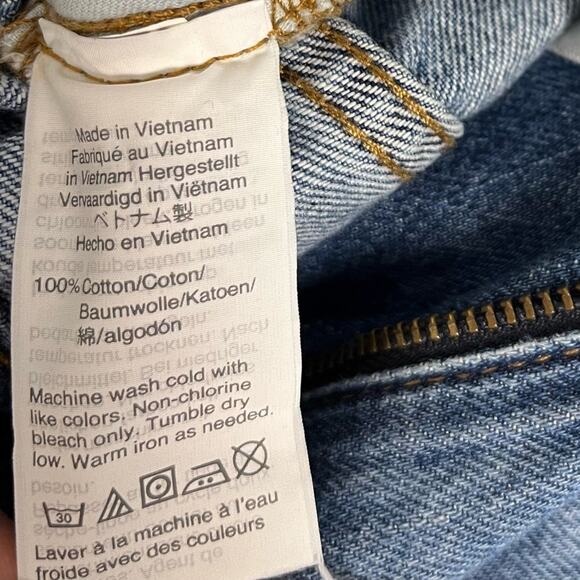 Made in Vietnam
Fabriqué au Vietnam
in Vietnam Hergestellt
Vervaardigd in Viëtnam
ベトナム製
Hecho en Vietnam
100% Cotton/Coton/
Baumwolle/Katoen/
綿/algodón
Machine wash cold with
like colors. Non-chlorine
bleach only. Tumble dry
low. Warm iron as needed.
30
Laver à la machine à l'eau
froide avec des couleurs